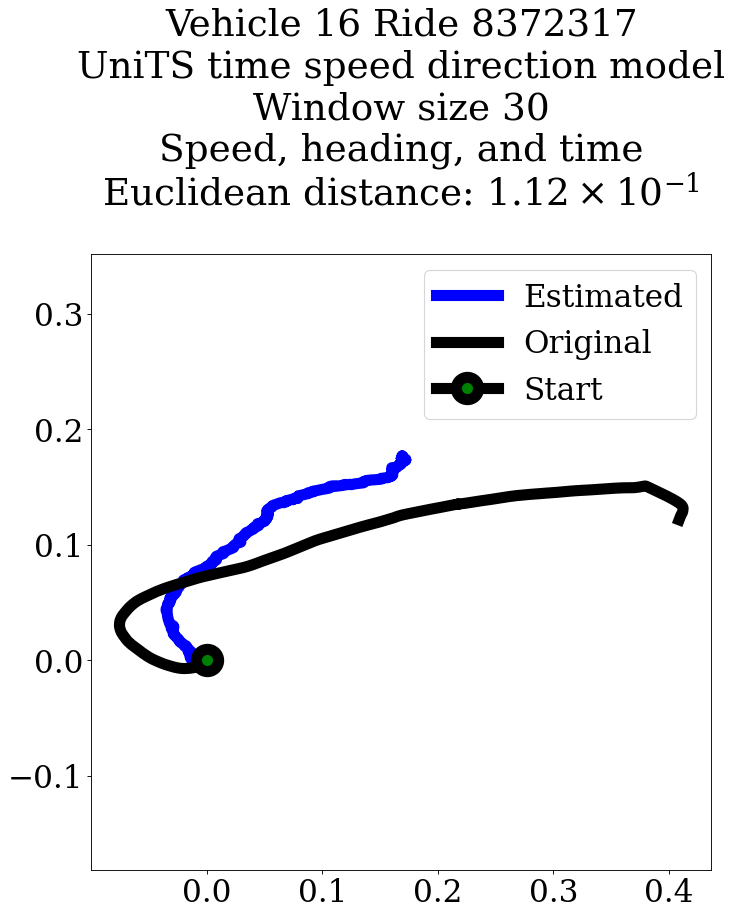 Vehicle 16 Ride 8372317
UniTS time speed direction model
Window size 30
Speed, heading, and time
Euclidean distance: 1.12 × 10⁻¹
Estimated
Original
Start
0.3
0.2
0.1
0.0
−0.1
0.0 0.1 0.2 0.3 0.4